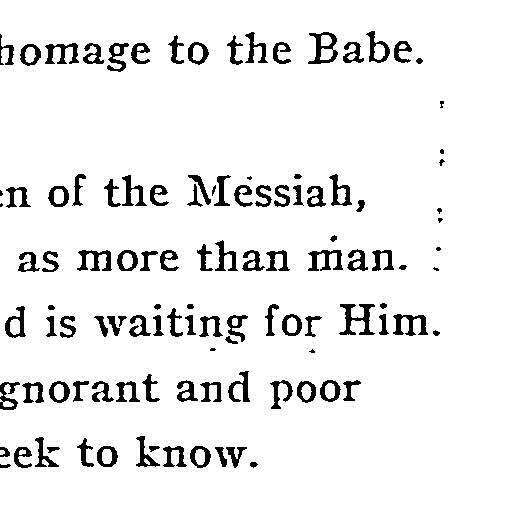 homage to the Babe.
en of the Messiah,
as more than man.
d is waiting for Him.
gnorant and poor
eek to know.